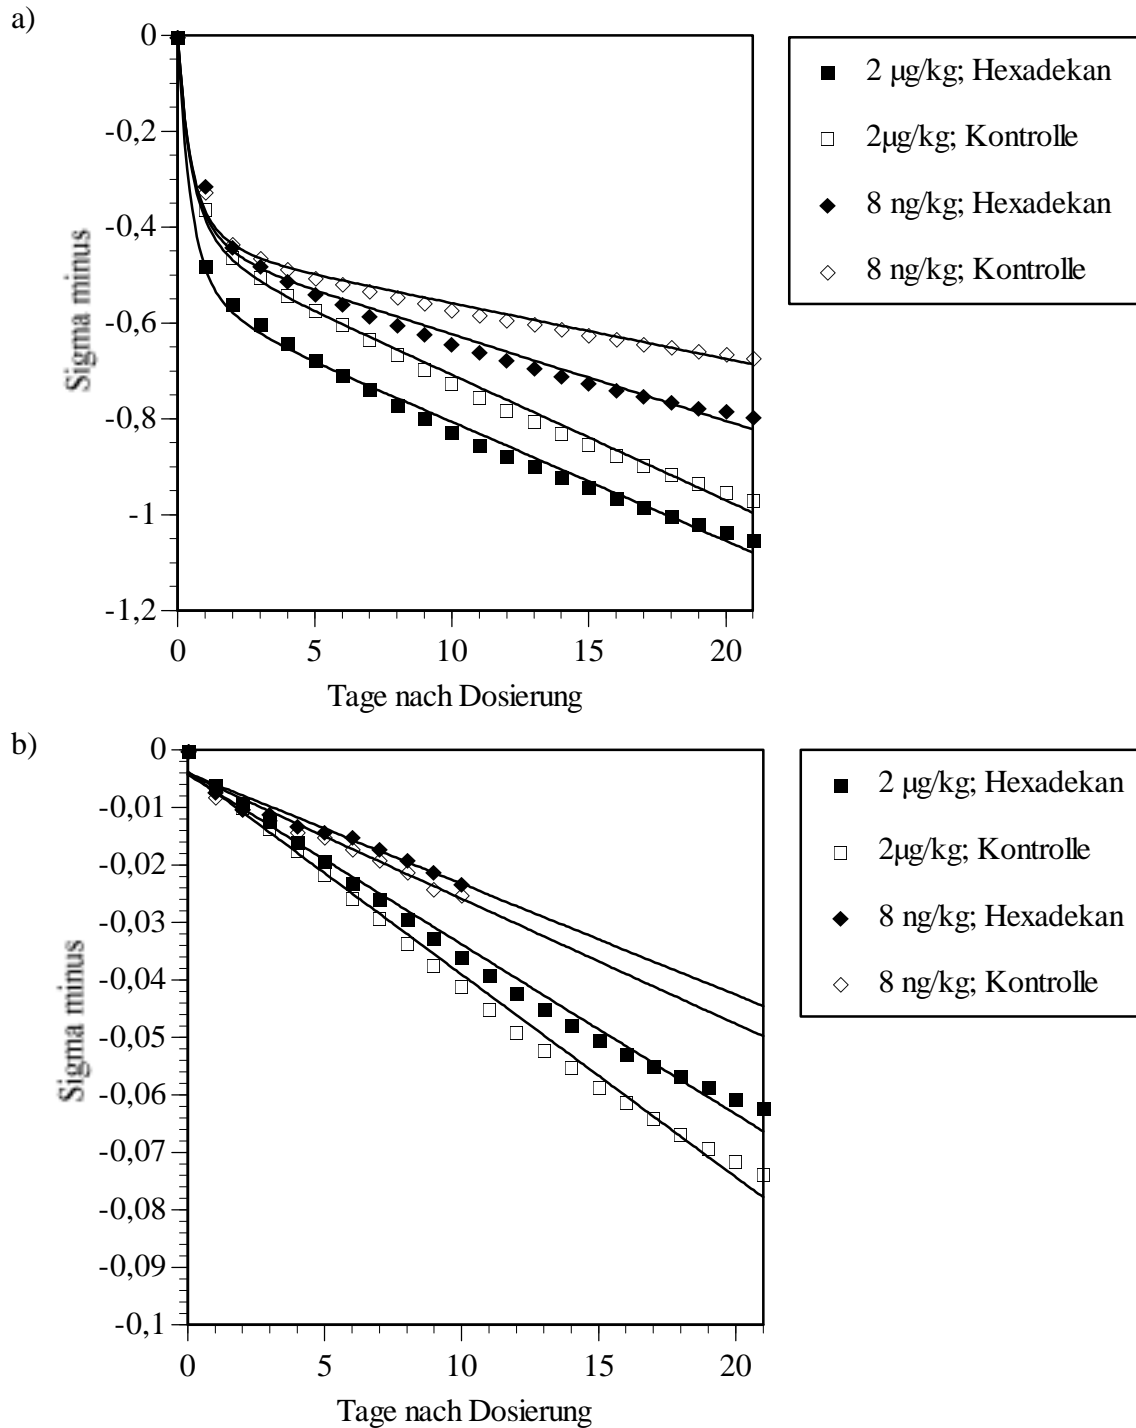 a)
0
-0,2
-0,4
-0,6
-0,8
-1
-1,2
Sigma minus
0 5 10 15 20
Tage nach Dosierung
2 µg/kg; Hexadekan
2µg/kg; Kontrolle
8 ng/kg; Hexadekan
8 ng/kg; Kontrolle
b)
0
-0,01
-0,02
-0,03
-0,04
-0,05
-0,06
-0,07
-0,08
-0,09
-0,1
Sigma minus
0 5 10 15 20
Tage nach Dosierung
2 µg/kg; Hexadekan
2µg/kg; Kontrolle
8 ng/kg; Hexadekan
8 ng/kg; Kontrolle